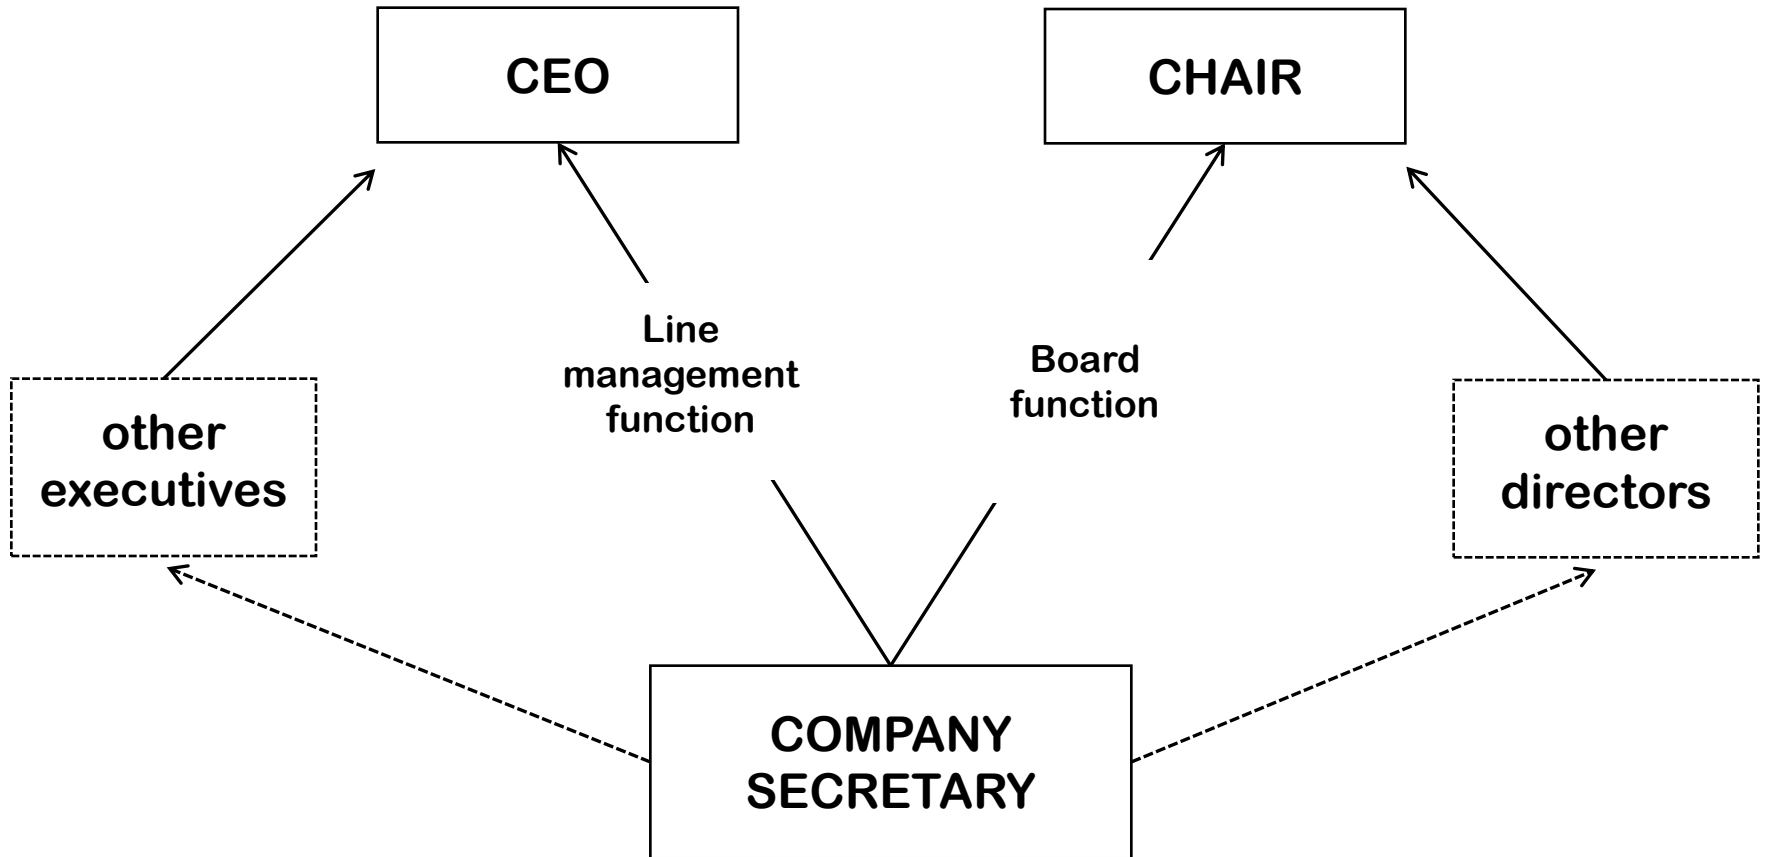 CEO
CHAIR
Line
management
function
Board
function
other
executives
other
directors
COMPANY
SECRETARY